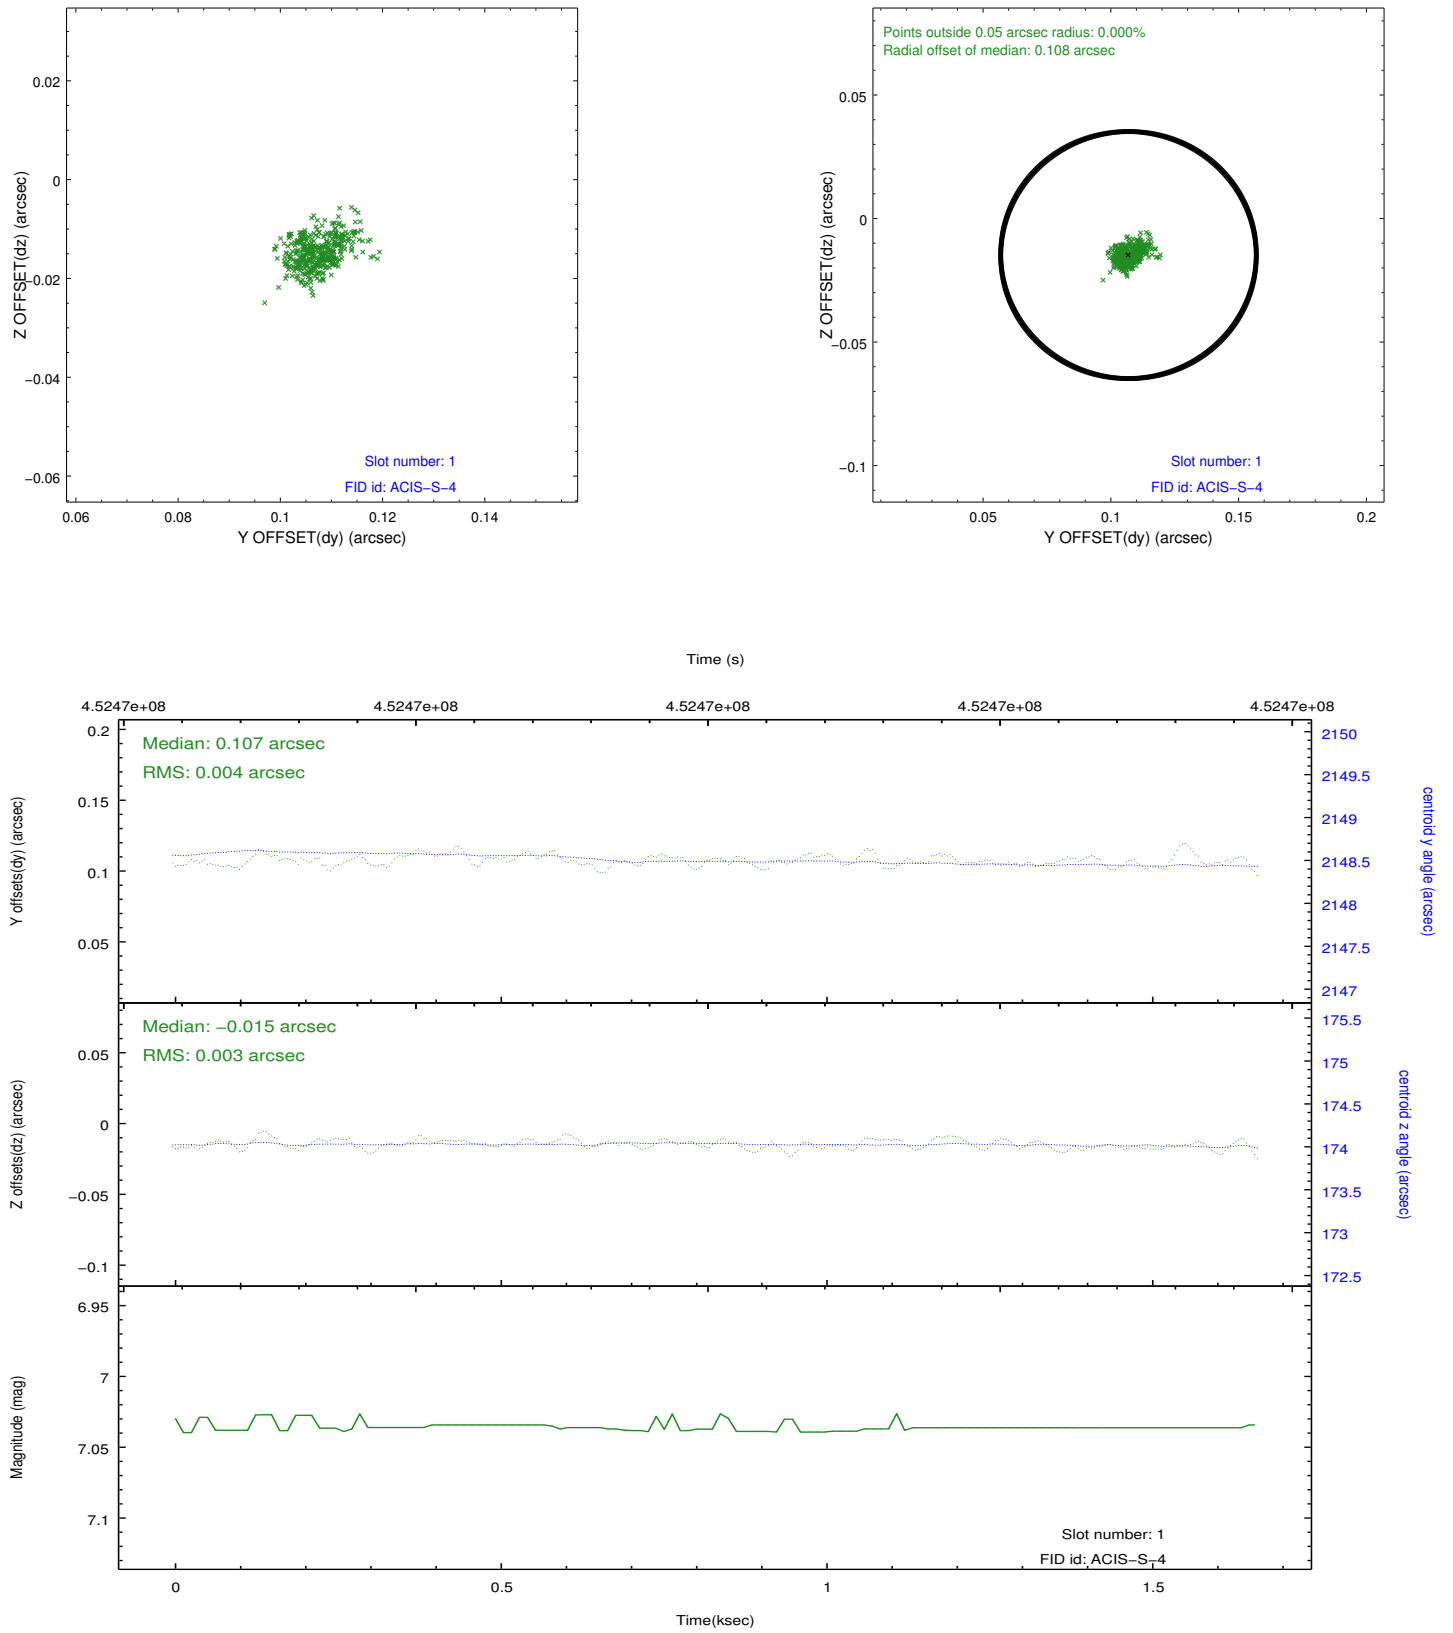 0.02
0
−0.02
−0.04
−0.06
Z OFFSET(dz) (arcsec)
Slot number: 1
FID id: ACIS−S−4
0.06 0.08 0.1 0.12 0.14
Y OFFSET(dy) (arcsec)
Points outside 0.05 arcsec radius: 0.000%
Radial offset of median: 0.108 arcsec
0.05
0
−0.05
−0.1
Z OFFSET(dz) (arcsec)
Slot number: 1
FID id: ACIS−S−4
0.05 0.1 0.15 0.2
Y OFFSET(dy) (arcsec)
Time (s)
4.5247e+08 4.5247e+08 4.5247e+08 4.5247e+08 4.5247e+08
Median: 0.107 arcsec
RMS: 0.004 arcsec
0.2
0.15
0.1
0.05
Y offsets(dy) (arcsec)
2150
2149.5
2149
2148.5
2148
2147.5
2147
centroid y angle (arcsec)
Median: −0.015 arcsec
RMS: 0.003 arcsec
0.05
0
−0.05
−0.1
Z offsets(dz) (arcsec)
175.5
175
174.5
174
173.5
173
172.5
centroid z angle (arcsec)
6.95
7
7.05
7.1
Magnitude (mag)
Slot number: 1
FID id: ACIS−S−4
0 0.5 1 1.5
Time(ksec)